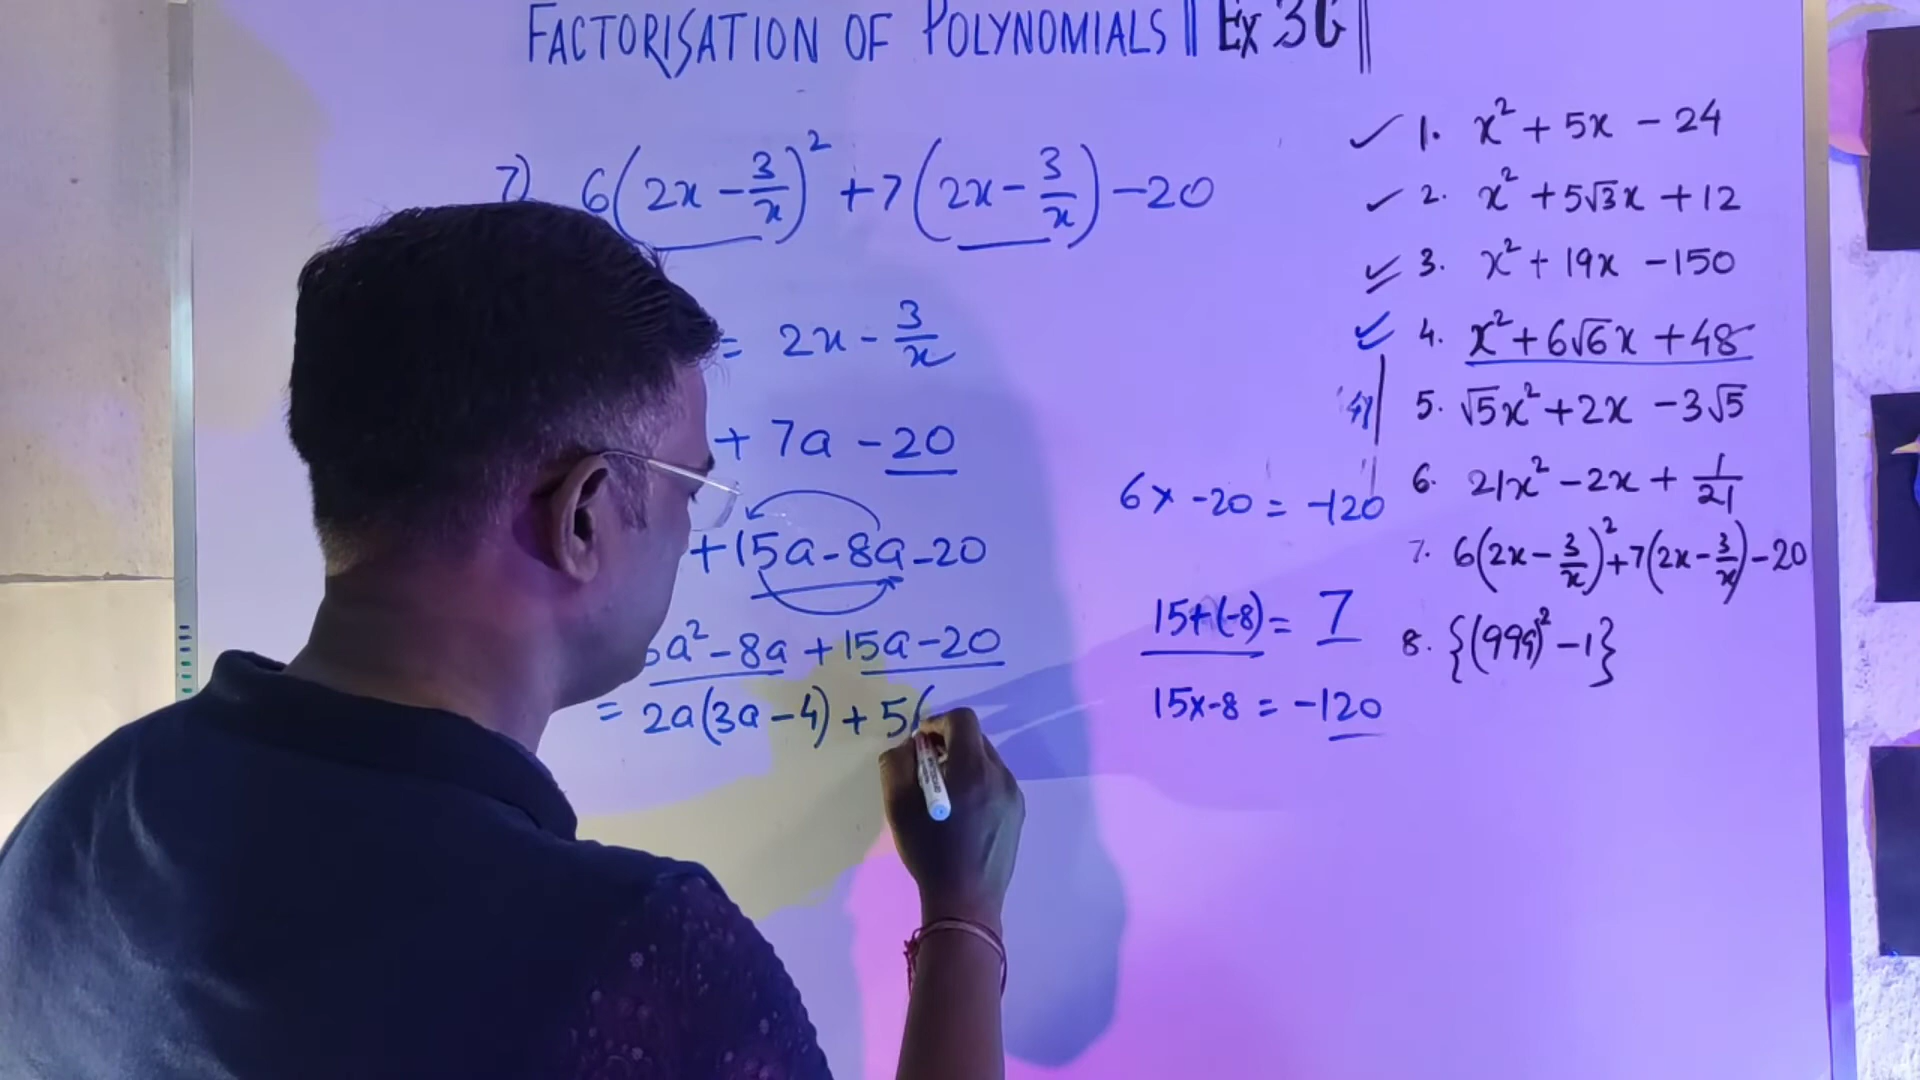 FACTORISATION OF POLYNOMIALS || Ex 3G ||
7) 6(2x - 3/x)² + 7(2x - 3/x) - 20
= 2x - 3/x
+ 7a - 20
+ 15a - 8a - 20
a² - 8a + 15a - 20
= 2a(3a - 4) + 5(
6 x -20 = -120
15 + (-8) = 7
15 x -8 = -120
✓ 1. x² + 5x - 24
✓ 2. x² + 5√3x + 12
✓ 3. x² + 19x - 150
✓ 4. x² + 6√6x + 48
5. √5x² + 2x - 3√5
6. 21x² - 2x + 1/21
7. 6(2x - 3/x)² + 7(2x - 3/x) - 20
8. {(999)² - 1}